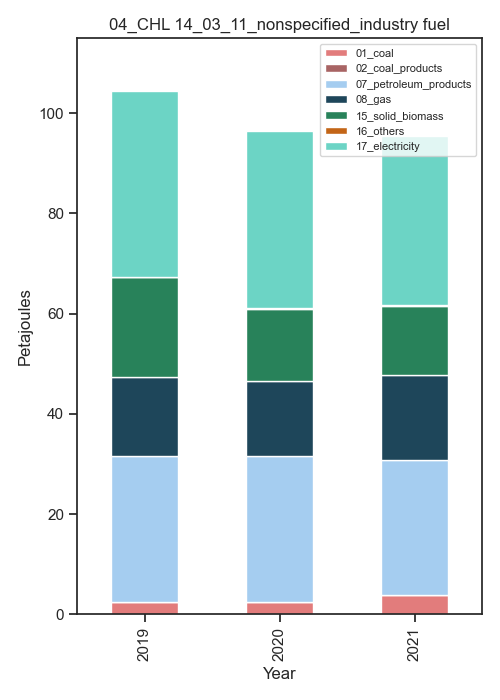 04_CHL 14_03_11_nonspecified_industry fuel
01_coal
02_coal_products
07_petroleum_products
08_gas
15_solid_biomass
16_others
17_electricity
Petajoules
100
80
60
40
20
0
2019
2020
2021
Year